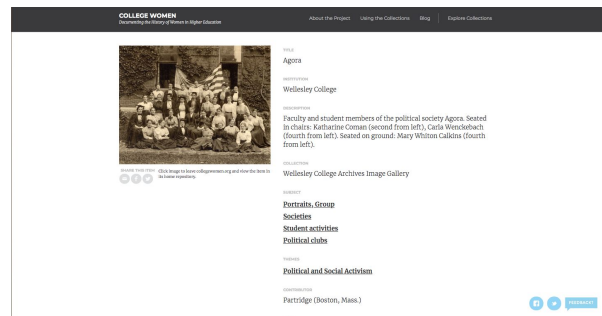 COLLEGE WOMEN
Documenting the History of Women in Higher Education
About the Project Using the Collections Blog Explore Collections
TITLE
Agora
INSTITUTION
Wellesley College
DESCRIPTION
Faculty and student members of the political society Agora. Seated
in chairs: Katharine Coman (second from left), Carla Wenckebach
(fourth from left). Seated on ground: Mary Whiton Calkins (fourth
from left).
COLLECTION
Wellesley College Archives Image Gallery
SHARE THIS ITEM
Click image to leave collegewomen.org and view the item in
its home repository.
SUBJECT
Portraits, Group
Societies
Student activities
Political clubs
THEMES
Political and Social Activism
CONTRIBUTOR
Partridge (Boston, Mass.)
FEEDBACK?